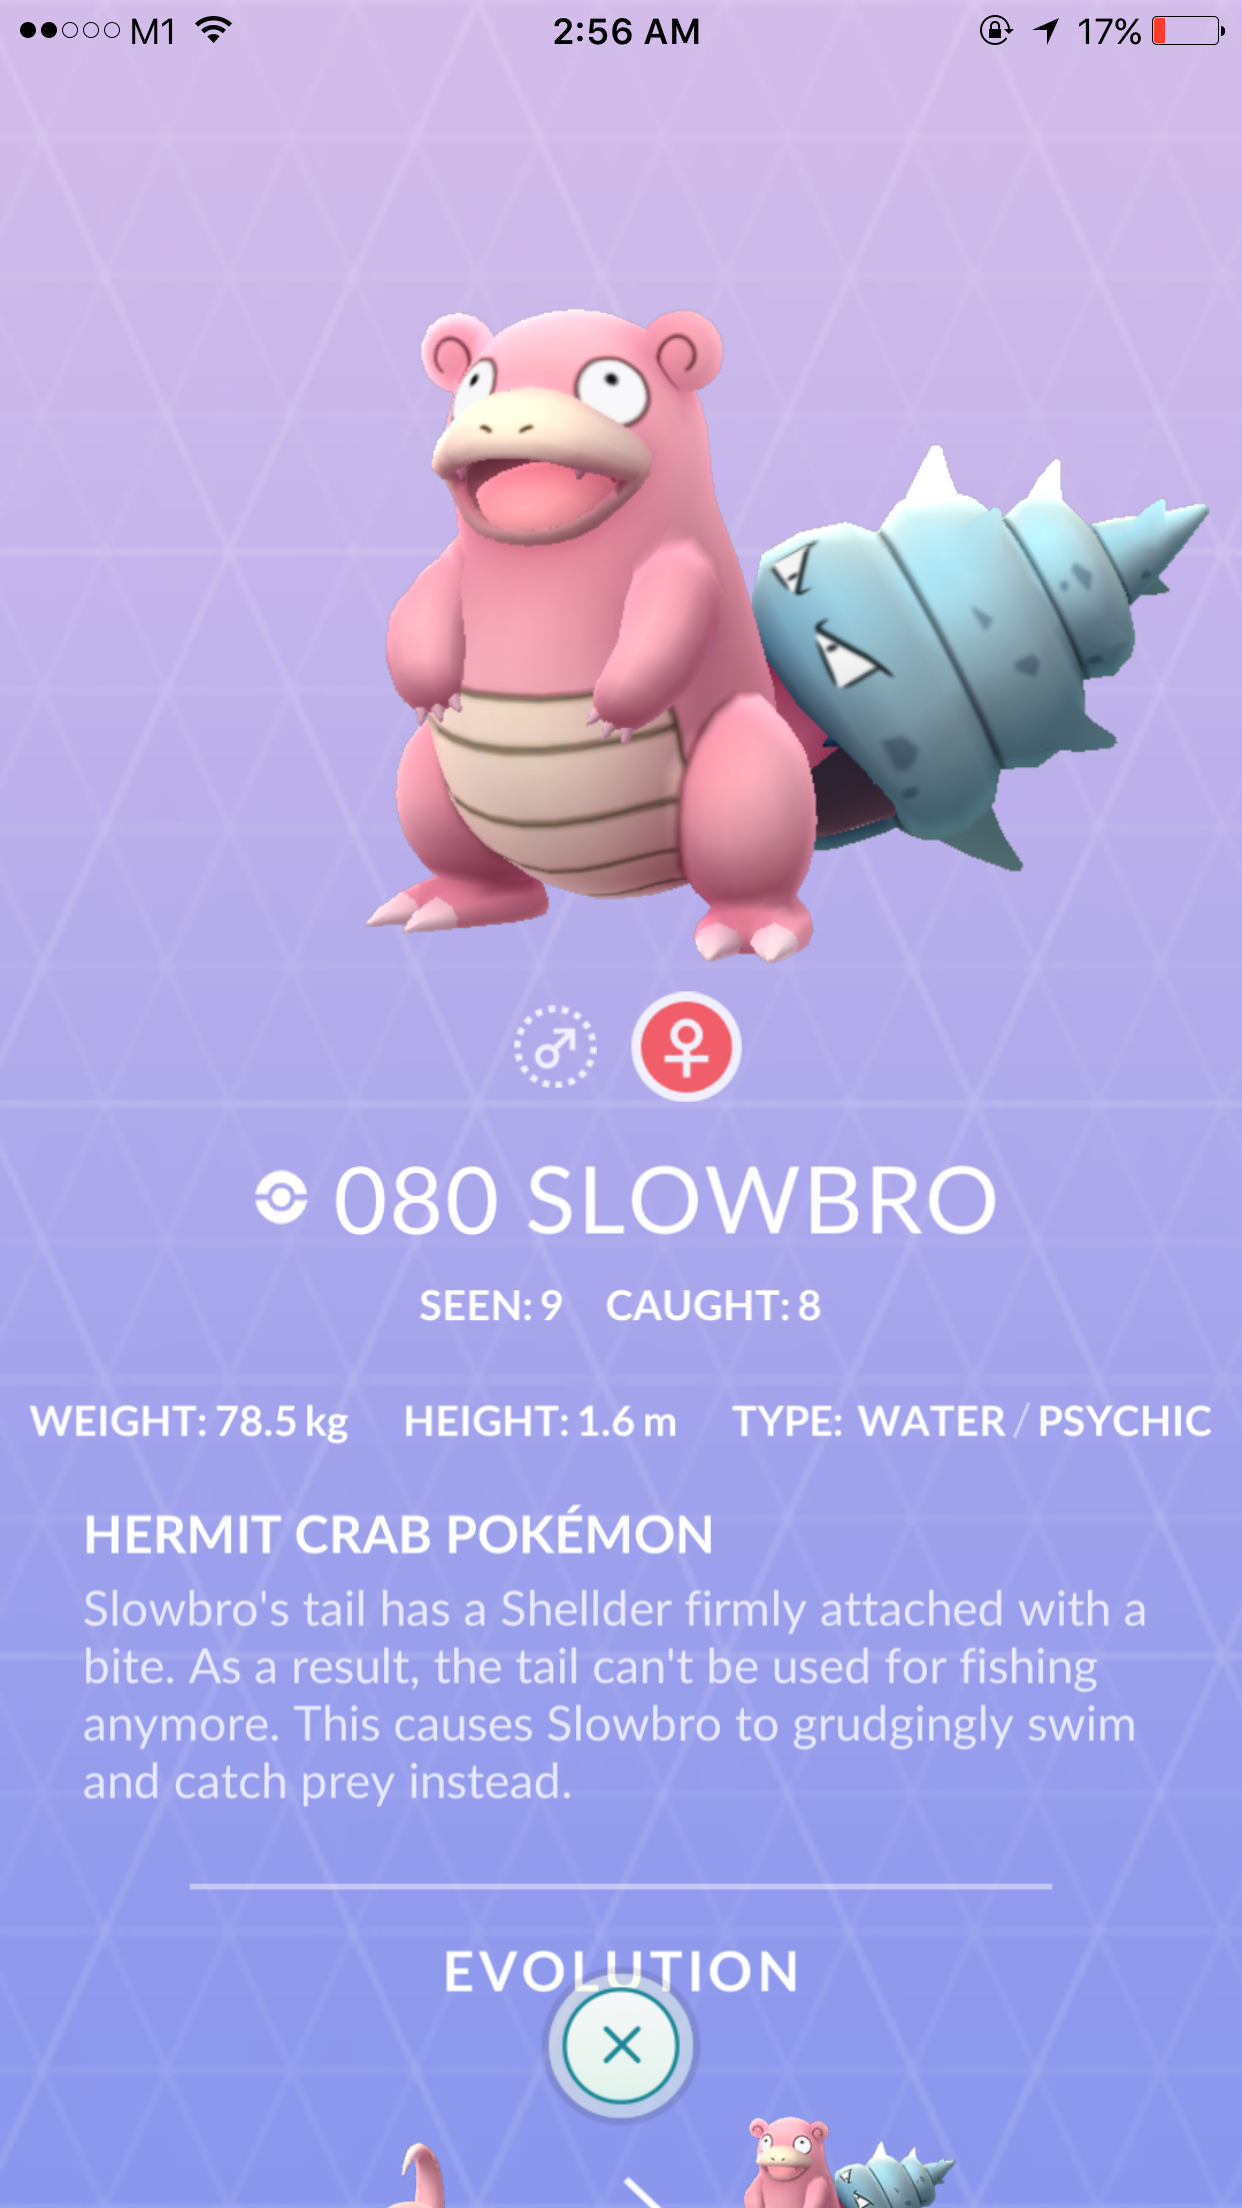 M1 2:56 AM 17%
080 SLOWBRO
SEEN: 9 CAUGHT: 8
WEIGHT: 78.5 kg HEIGHT: 1.6 m TYPE: WATER / PSYCHIC
HERMIT CRAB POKÉMON
Slowbro's tail has a Shellder firmly attached with a
bite. As a result, the tail can't be used for fishing
anymore. This causes Slowbro to grudgingly swim
and catch prey instead.
EVOLUTION